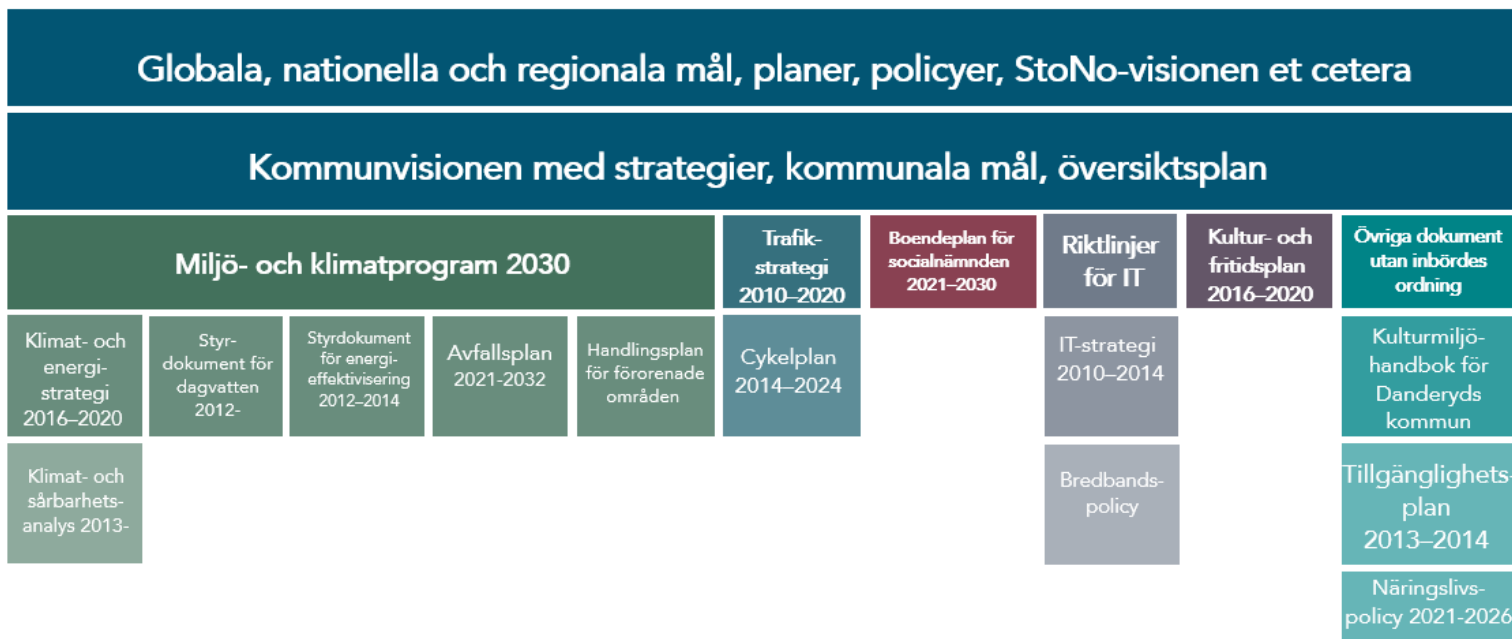 Globala, nationella och regionala mål, planer, policyer, StoNo-visionen et cetera
Kommunvisionen med strategier, kommunala mål, översiktsplan
Miljö- och klimatprogram 2030
Trafik-
strategi
2010–2020
Boendeplan för
socialnämnden
2021–2030
Riktlinjer
för IT
Kultur- och
fritidsplan
2016–2020
Övriga dokument
utan inbördes
ordning
Klimat- och
energi-
strategi
2016–2020
Styr-
dokument för
dagvatten
2012-
Styrdokument
för energi-
effektivisering
2012–2014
Avfallsplan
2021-2032
Handlingsplan
för förorenade
områden
Cykelplan
2014–2024
IT-strategi
2010–2014
Kulturmiljö-
handbok för
Danderyds
kommun
Klimat- och
sårbarhets-
analys 2013-
Bredbands-
policy
Tillgänglighets-
plan
2013–2014
Näringslivs-
policy 2021-2026